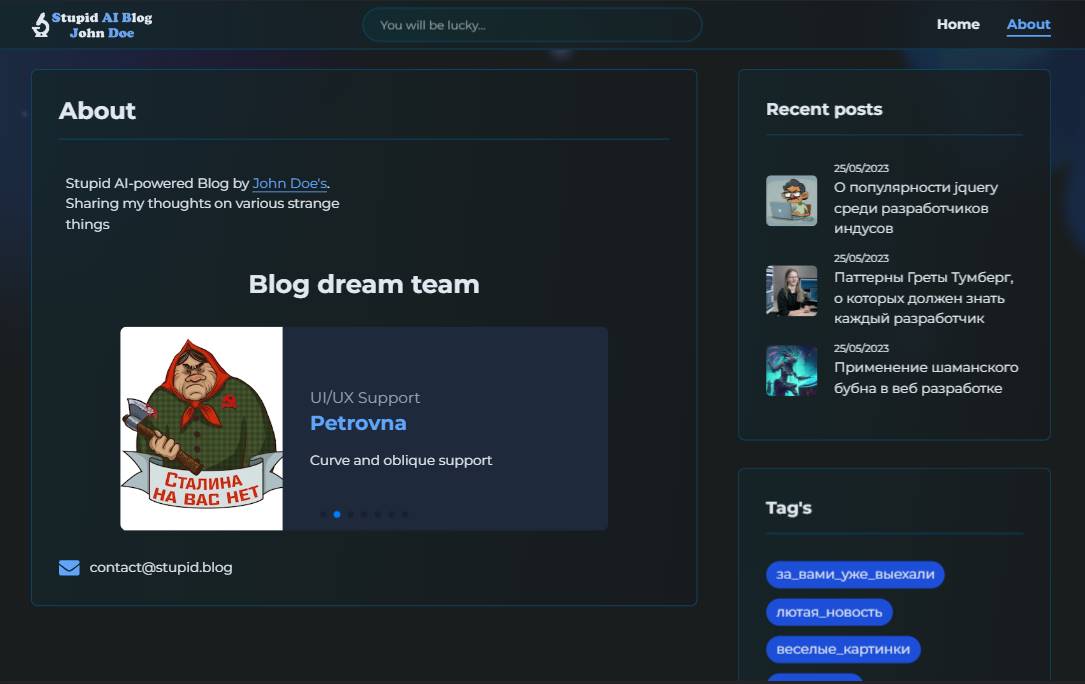 Stupid AI Blog
John Doe
You will be lucky...
Home
About
About
Stupid AI-powered Blog by John Doe's.
Sharing my thoughts on various strange
things
Blog dream team
СТАЛИНА
НА ВАС НЕТ
UI/UX Support
Petrovna
Curve and oblique support
contact@stupid.blog
Recent posts
25/05/2023
О популярности jquery
среди разработчиков
индусов
25/05/2023
Паттерны Греты Тумберг,
о которых должен знать
каждый разработчик
25/05/2023
Применение шаманского
бубна в веб разработке
Tag's
за_вами_уже_выехали
лютая_новость
веселые_картинки